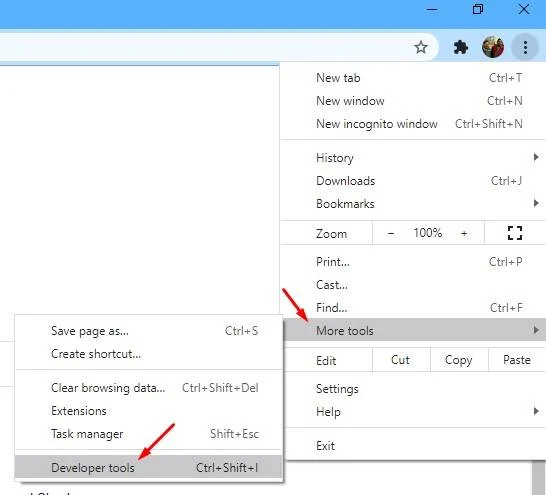 New tab Ctrl+T
New window Ctrl+N
New incognito window Ctrl+Shift+N
History
Downloads Ctrl+J
Bookmarks
Zoom − 100% +
Print... Ctrl+P
Cast...
Find... Ctrl+F
More tools
Edit Cut Copy Paste
Settings
Help
Exit
Save page as... Ctrl+S
Create shortcut...
Clear browsing data... Ctrl+Shift+Del
Extensions
Task manager Shift+Esc
Developer tools Ctrl+Shift+I